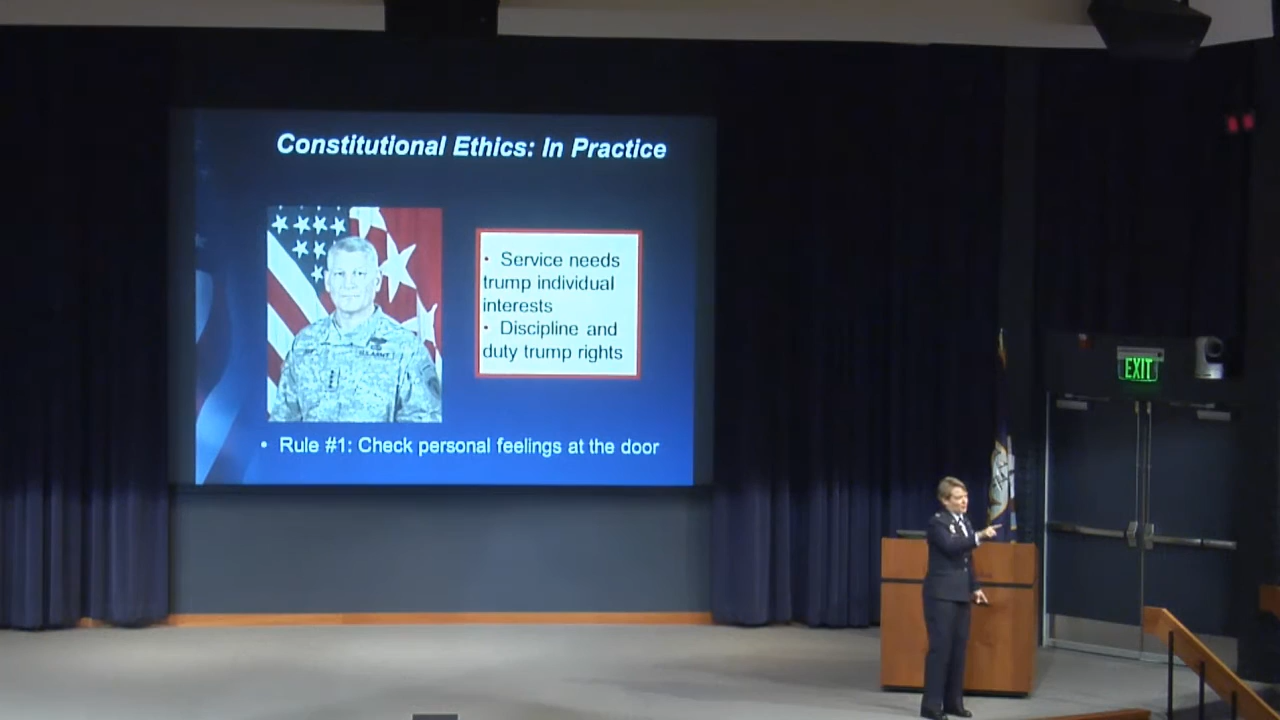 Constitutional Ethics: In Practice
U.S. ARMY
• Service needs
trump individual
interests
• Discipline and
duty trump rights
• Rule #1: Check personal feelings at the door
EXIT